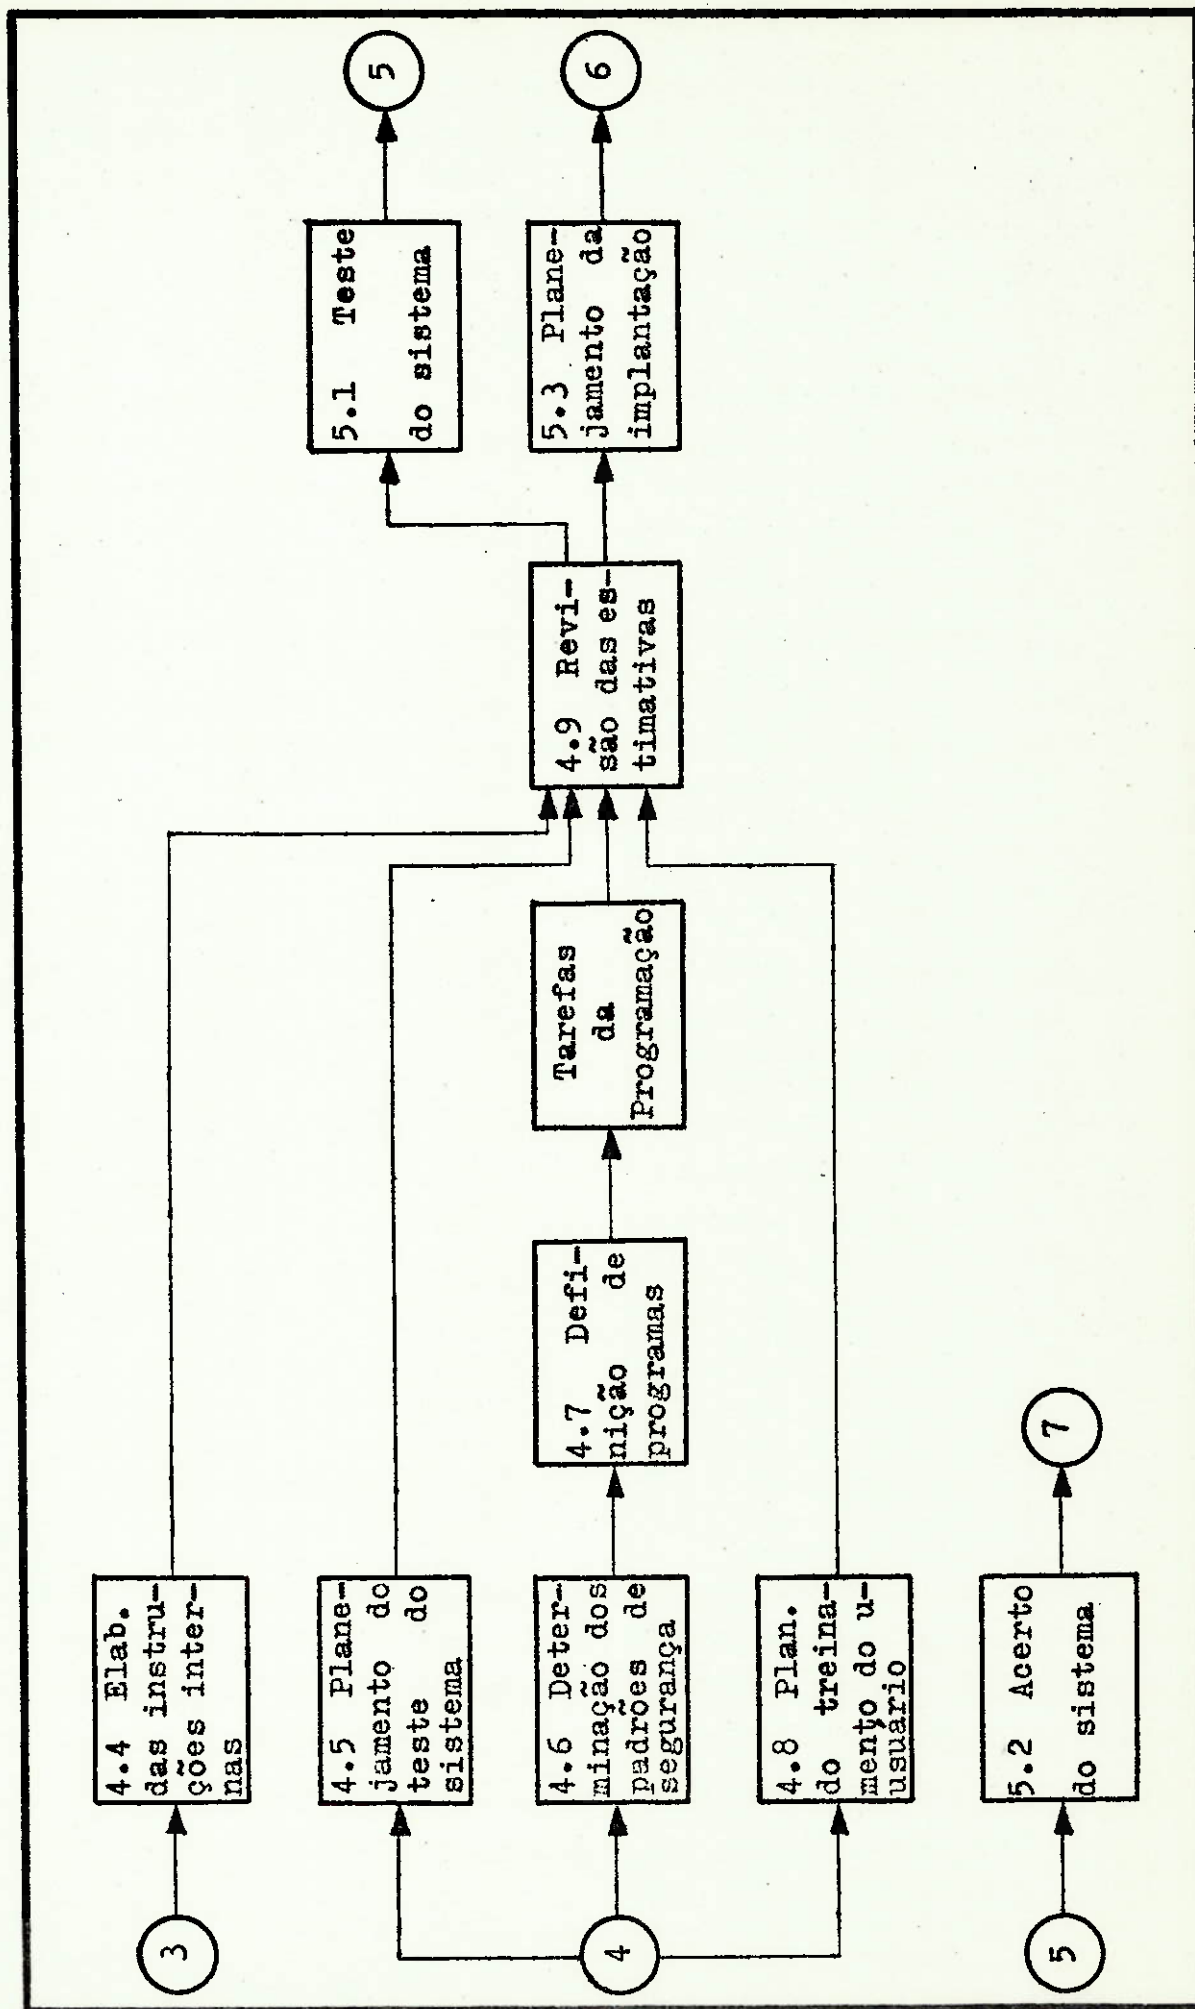 3
4.4 Elab.
das instru-
ções inter-
nas
4
4.5 Plane-
jamento do
teste do
sistema
4.6 Deter-
minação dos
padrões de
segurança
4.7 Defi-
nição de
programas
Tarefas
da
Programação
4.8 Plan.
do treina-
mento do u-
usuário
4.9 Revi-
são das es-
timativas
5.1 Teste
do sistema
5
5.3 Plane-
jamento da
implantação
6
5
5.2 Acerto
do sistema
7